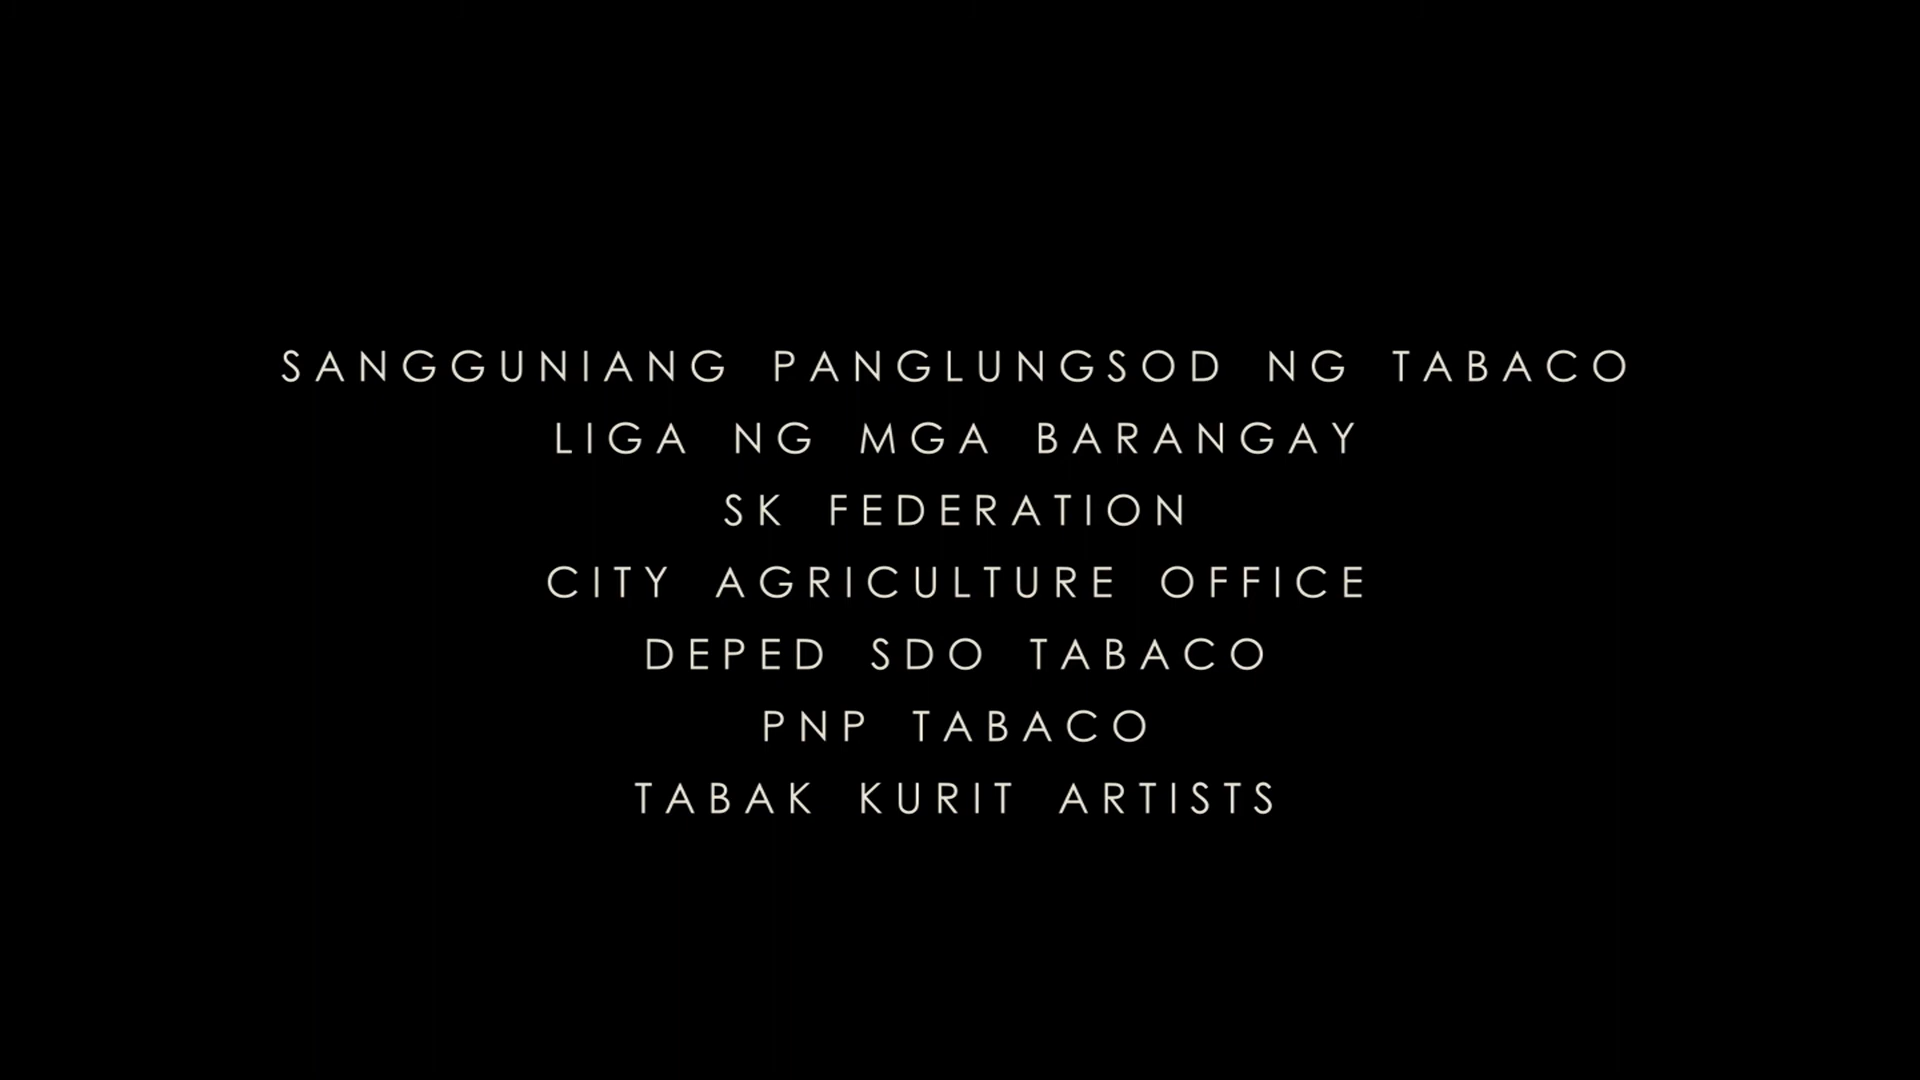 SANGGUNIANG PANGLUNGSOD NG TABACO
LIGA NG MGA BARANGAY
SK FEDERATION
CITY AGRICULTURE OFFICE
DEPED SDO TABACO
PNP TABACO
TABAK KURIT ARTISTS